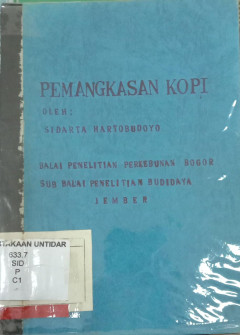 PEMANGKASAN KOPI
OLEH:
SIDARTA MARTOSUDOYO
BALAI PENELITIAN PERKEBUNAN BOGOR
SUB BALAI PENELITIAN BUDIDAYA
JEMBER
TAKAAN UNTIDAR
633.7
SID
P
C1